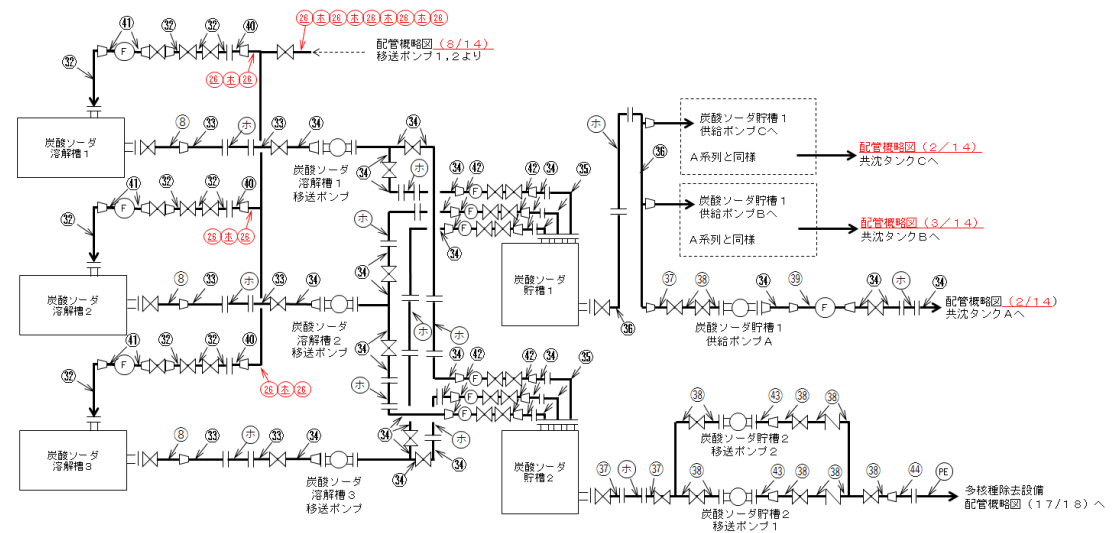 ㊶ ㉜ ㉜ ㊵ ㉖ ホ ㉖ ホ ㉖ ホ ㉖ ホ ㉖
F
配管概略図(8/14)
移送ポンプ1,2より
㉜
㉖ ホ ㉖
炭酸ソーダ
溶解槽1
⑧ ㉝ ホ ㉝ ㉞ ㉞
炭酸ソーダ
溶解槽1
移送ポンプ
㉞ ホ
㊶ ㉜ ㉜ ㊵
F
㉜
㉖ ホ ㉖
㉞ ㊷ ㊷ ㉞ ㉟
F
F
F
ホ
㉞
㉞
炭酸ソーダ
貯槽1
炭酸ソーダ
溶解槽2
⑧ ㉝ ホ ㉝ ㉞
炭酸ソーダ
溶解槽2
移送ポンプ
ホ ホ
㉞
ホ
㊶ ㉜ ㉜ ㊵
F
㉜
㉖ ホ ㉖
㉞ ㊷ ㊷ ㉞ ㉟
F
F
F
炭酸ソーダ
溶解槽3
⑧ ㉝ ホ ㉝ ㉞
炭酸ソーダ
溶解槽3
移送ポンプ
㉞ ホ
㉞ ㉞
炭酸ソーダ
貯槽2
ホ
㊱
㊱
炭酸ソーダ貯槽1
供給ポンプCへ
A系列と同様
配管概略図(2/14)
共沈タンクCへ
炭酸ソーダ貯槽1
供給ポンプBへ
A系列と同様
配管概略図(3/14)
共沈タンクBへ
㊲ ㊳ ㉞ ㊴ ㉞ ホ ㉞
F
炭酸ソーダ貯槽1
供給ポンプA
配管概略図(2/14)
共沈タンクAへ
㊳ ㊸ ㊳ ㊳
炭酸ソーダ貯槽2
移送ポンプ2
㊲ ホ ㊲ ㊳ ㊸ ㊳ ㊳ ㊳ ㊹ PE
炭酸ソーダ貯槽2
移送ポンプ1
多核種除去設備
配管概略図(17/18)へ